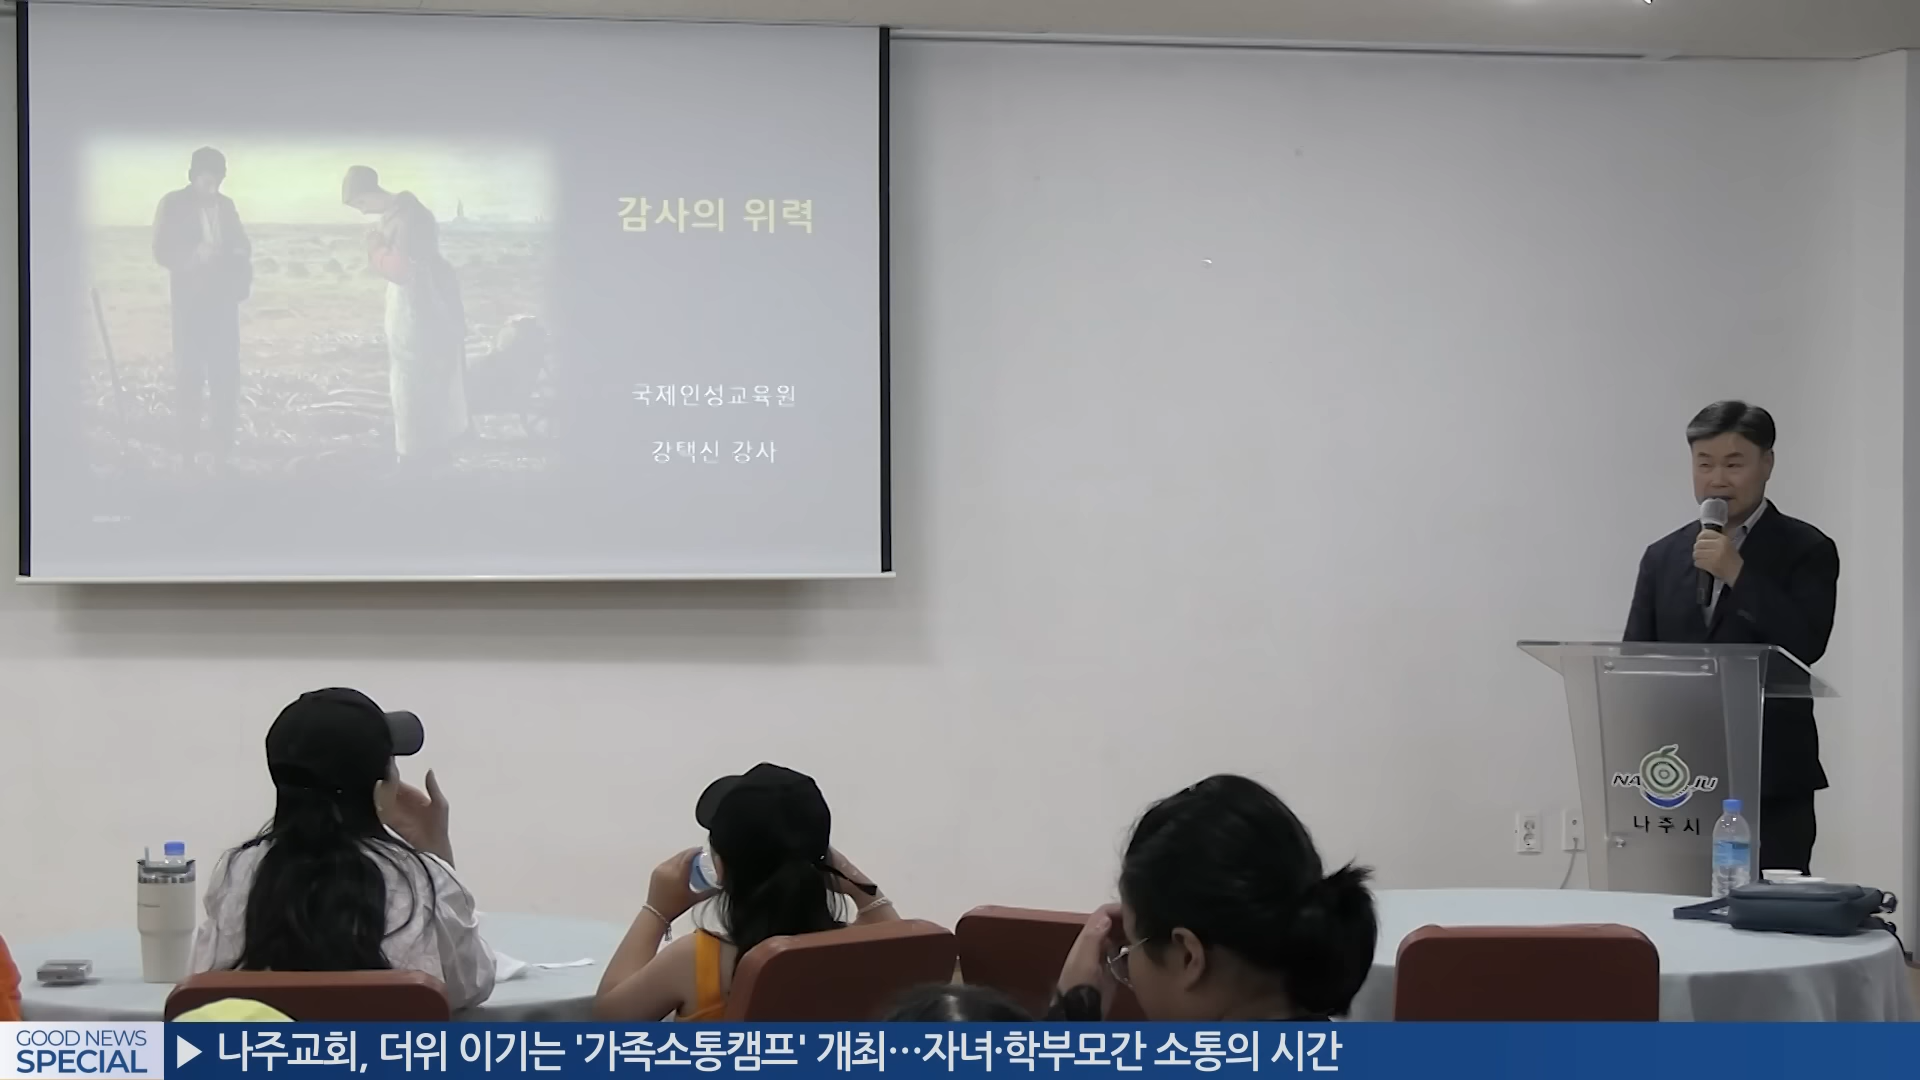 감사의 위력
국제인성교육원
강택신 강사
NAJU
나주시
GOOD NEWS
SPECIAL
▶ 나주교회, 더위 이기는 '가족소통캠프' 개최…자녀·학부모간 소통의 시간